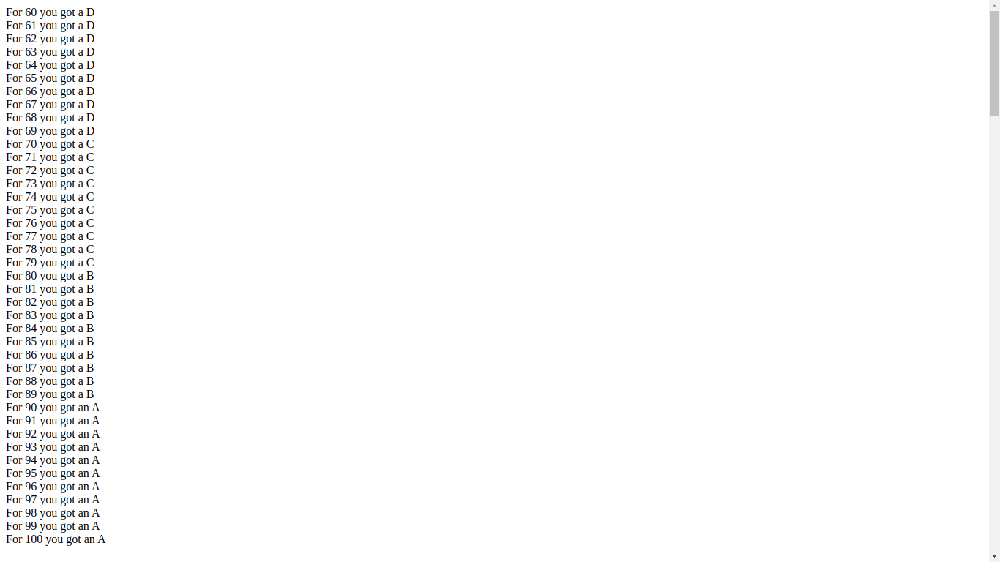 For 60 you got a D
For 61 you got a D
For 62 you got a D
For 63 you got a D
For 64 you got a D
For 65 you got a D
For 66 you got a D
For 67 you got a D
For 68 you got a D
For 69 you got a D
For 70 you got a C
For 71 you got a C
For 72 you got a C
For 73 you got a C
For 74 you got a C
For 75 you got a C
For 76 you got a C
For 77 you got a C
For 78 you got a C
For 79 you got a C
For 80 you got a B
For 81 you got a B
For 82 you got a B
For 83 you got a B
For 84 you got a B
For 85 you got a B
For 86 you got a B
For 87 you got a B
For 88 you got a B
For 89 you got a B
For 90 you got an A
For 91 you got an A
For 92 you got an A
For 93 you got an A
For 94 you got an A
For 95 you got an A
For 96 you got an A
For 97 you got an A
For 98 you got an A
For 99 you got an A
For 100 you got an A